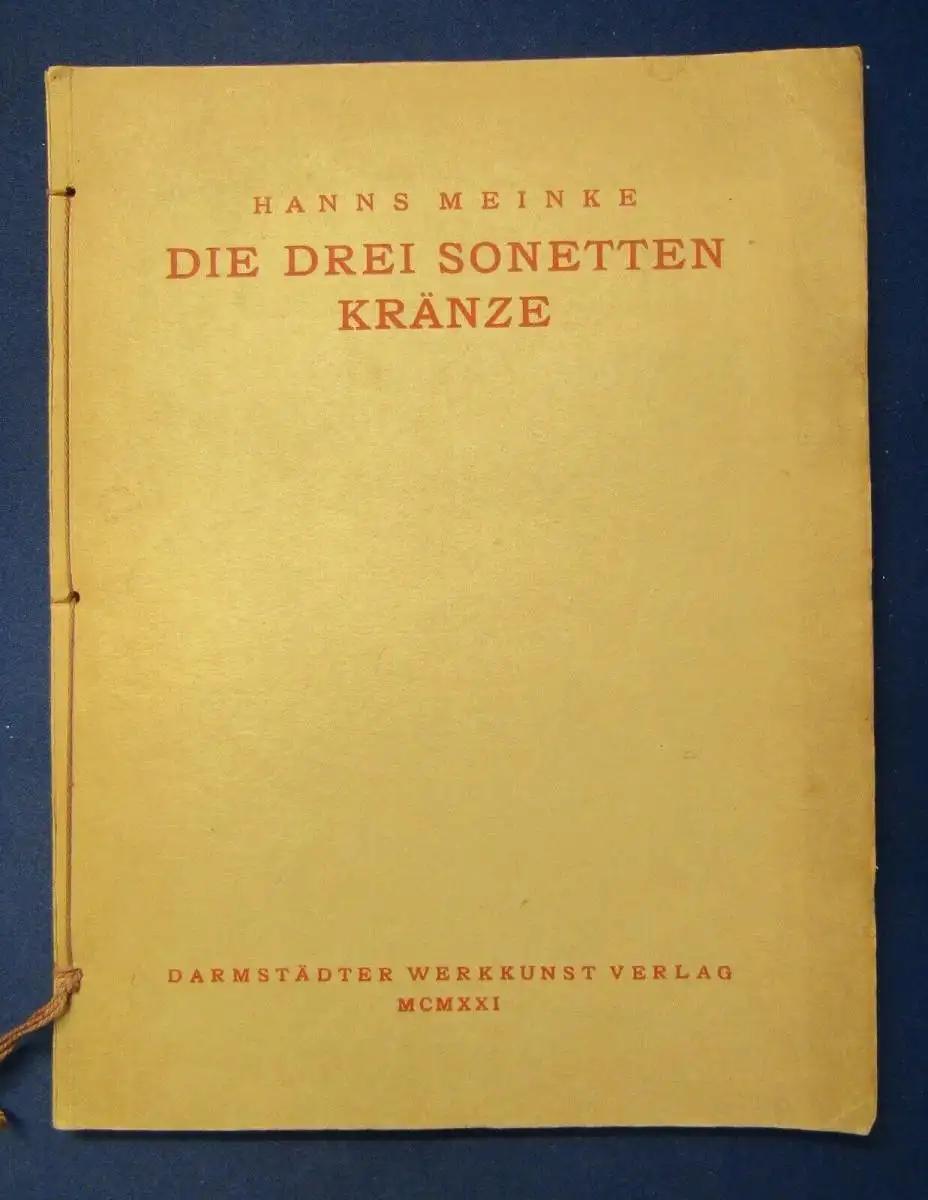 HANNS MEINKE
DIE DREI SONETTEN
KRÄNZE
DARMSTÄDTER WERKKUNST VERLAG
MCMXXI